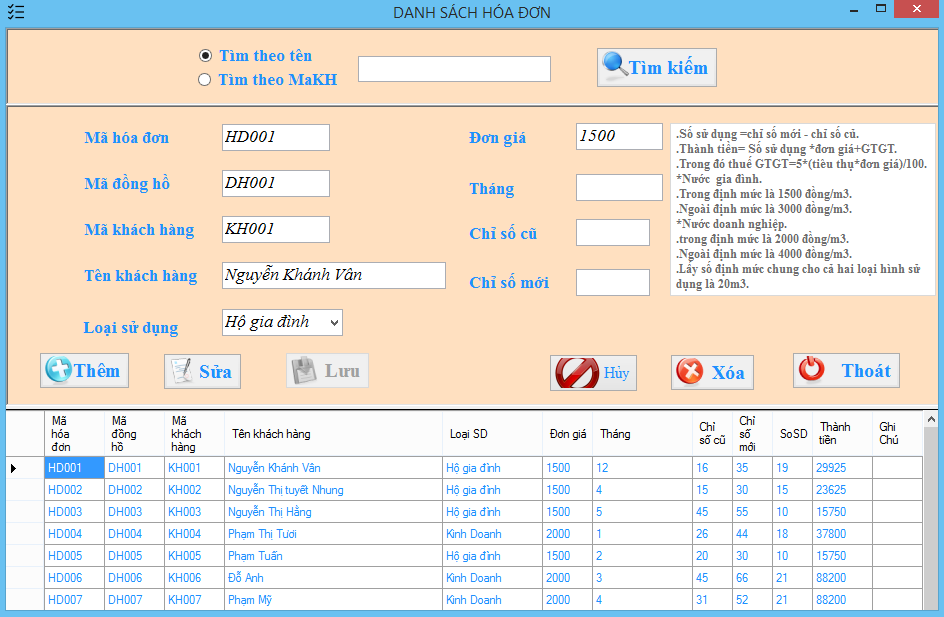 DANH SÁCH HÓA ĐƠN
Tìm theo tên
Tìm theo MaKH
Tìm kiếm
Mã hóa đơn HD001
Mã đồng hồ DH001
Mã khách hàng KH001
Tên khách hàng Nguyễn Khánh Vân
Loại sử dụng Hộ gia đình
Đơn giá 1500
Tháng
Chỉ số cũ
Chỉ số mới
.Số sử dụng =chỉ số mới - chỉ số cũ.
.Thành tiền= Số sử dụng *đơn giá+GTGT.
.Trong đó thuế GTGT=5*(tiêu thụ*đơn giá)/100.
*Nước gia đình.
.Trong định mức là 1500 đồng/m3.
.Ngoài định mức là 3000 đồng/m3.
*Nước doanh nghiệp.
.trong định mức là 2000 đồng/m3.
.Ngoài định mức là 4000 đồng/m3.
.Lấy số định mức chung cho cả hai loại hình sử
dụng là 20m3.
Thêm Sửa Lưu Hủy Xóa Thoát
Mã hóa đơn Mã đồng hồ Mã khách hàng Tên khách hàng Loại SD Đơn giá Tháng Chỉ số cũ Chỉ số mới SoSD Thành tiền Ghi Chú
HD001 DH001 KH001 Nguyễn Khánh Vân Hộ gia đình 1500 12 16 35 19 29925
HD002 DH002 KH002 Nguyễn Thị tuyết Nhung Hộ gia đình 1500 4 15 30 15 23625
HD003 DH003 KH003 Nguyễn Thị Hằng Hộ gia đình 1500 5 45 55 10 15750
HD004 DH004 KH004 Phạm Thị Tươi Kinh Doanh 2000 1 26 44 18 37800
HD005 DH005 KH005 Phạm Tuấn Hộ gia đình 1500 2 20 30 10 15750
HD006 DH006 KH006 Đỗ Anh Kinh Doanh 2000 3 45 66 21 88200
HD007 DH007 KH007 Phạm Mỹ Kinh Doanh 2000 4 31 52 21 88200